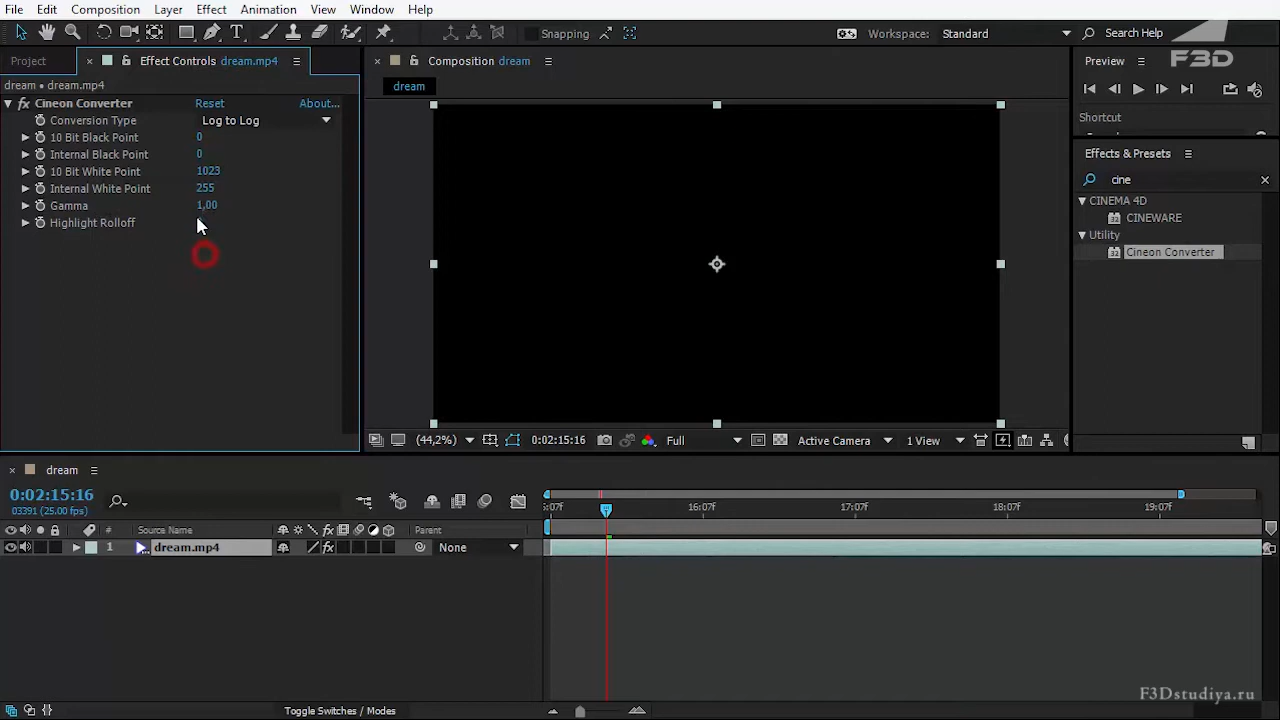 File Edit Composition Layer Effect Animation View Window Help
Snapping
Workspace: Standard
Search Help
F3D
Project
Effect Controls dream.mp4
Composition dream
Preview
dream • dream.mp4
dream
Cineon Converter Reset About...
Conversion Type Log to Log
10 Bit Black Point 0
Internal Black Point 0
10 Bit White Point 1023
Internal White Point 255
Gamma 1,00
Highlight Rolloff
Shortcut
Effects & Presets
cine
CINEMA 4D
32 CINEWARE
Utility
32 Cineon Converter
(44,2%) 0:02:15:16 Full Active Camera 1 View
dream
0:02:15:16
03391 (25.00 fps)
:07f 16:07f 17:07f 18:07f 19:07f
# Source Name Parent
1 dream.mp4 None
Toggle Switches / Modes
F3Dstudiya.ru